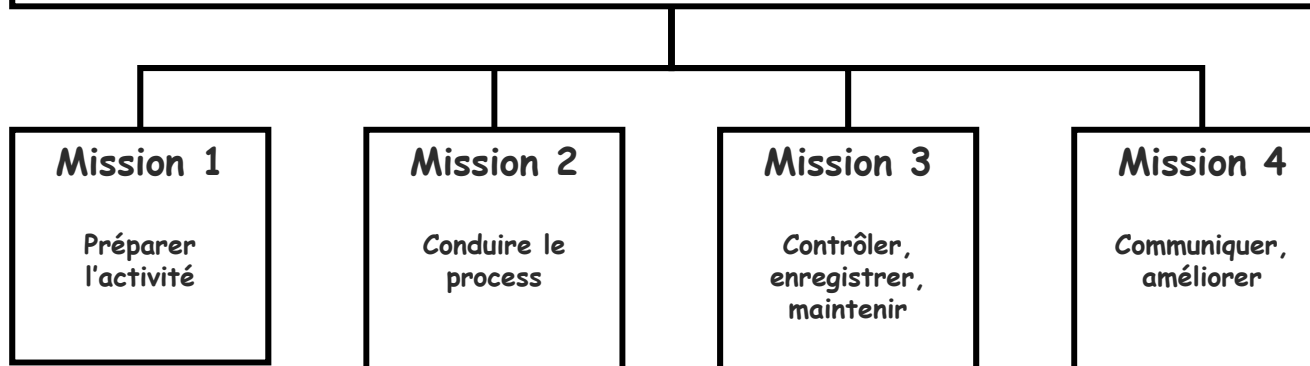 Mission 1
Préparer
l’activité
Mission 2
Conduire le
process
Mission 3
Contrôler,
enregistrer,
maintenir
Mission 4
Communiquer,
améliorer